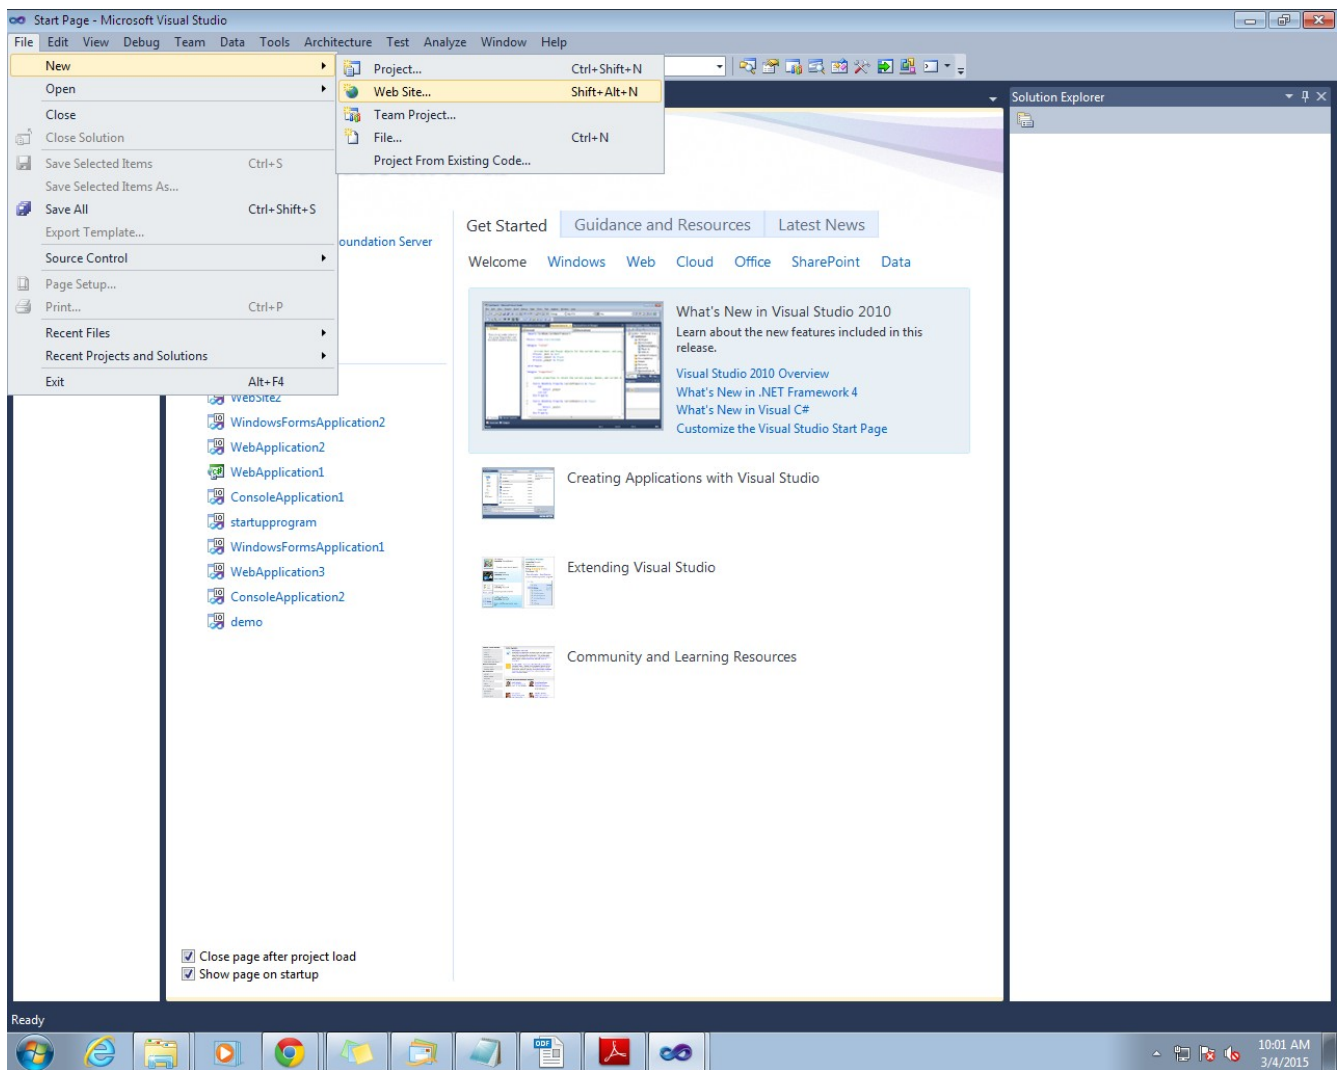 Start Page - Microsoft Visual Studio
File Edit View Debug Team Data Tools Architecture Test Analyze Window Help
New
Open
Close
Close Solution
Save Selected Items Ctrl+S
Save Selected Items As...
Save All Ctrl+Shift+S
Export Template...
Source Control
Page Setup...
Print... Ctrl+P
Recent Files
Recent Projects and Solutions
Exit Alt+F4
Project... Ctrl+Shift+N
Web Site... Shift+Alt+N
Team Project...
File... Ctrl+N
Project From Existing Code...
oundation Server
WebSite2
WindowsFormsApplication2
WebApplication2
WebApplication1
ConsoleApplication1
startupprogram
WindowsFormsApplication1
WebApplication3
ConsoleApplication2
demo
Close page after project load
Show page on startup
Get Started Guidance and Resources Latest News
Welcome Windows Web Cloud Office SharePoint Data
What's New in Visual Studio 2010
Learn about the new features included in this
release.
Visual Studio 2010 Overview
What's New in .NET Framework 4
What's New in Visual C#
Customize the Visual Studio Start Page
Creating Applications with Visual Studio
Extending Visual Studio
Community and Learning Resources
Solution Explorer
Ready
ODF
10:01 AM
3/4/2015